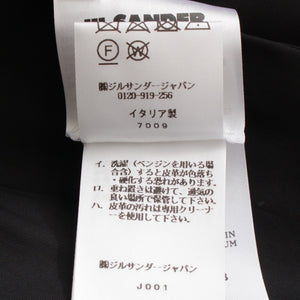 JIL SANDER
F W
㈱ジルサンダージャパン
0120-919-256
イタリア製
7009
イ. 洗濯(ベンジンを用いる場
合含む)すると皮革が色落ち
・硬化する恐れがあります。
ロ. 重ね置きは避けて、通気の
良い場所で保管して下さい。
ハ. 皮革の汚れは専用クリーナ
ーを使用して下さい。
㈱ジルサンダージャパン
J001
IN
UM